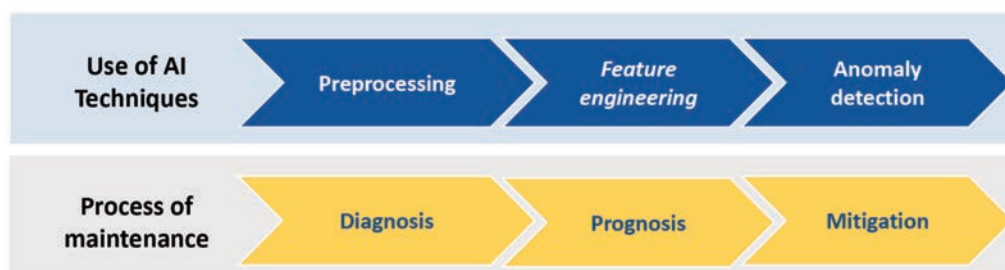 Use of AI
Techniques
Preprocessing
Feature
engineering
Anomaly
detection
Process of
maintenance
Diagnosis
Prognosis
Mitigation